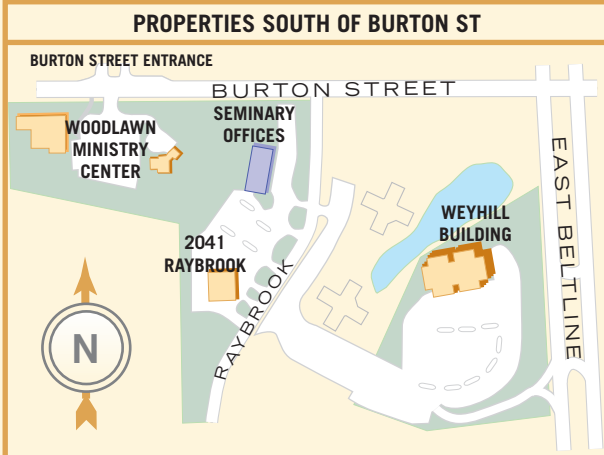 PROPERTIES SOUTH OF BURTON ST
BURTON STREET ENTRANCE
BURTON STREET
WOODLAWN
MINISTRY
CENTER
SEMINARY
OFFICES
2041
RAYBROOK
RAYBROOK
WEYHILL
BUILDING
EAST BELTLINE
N